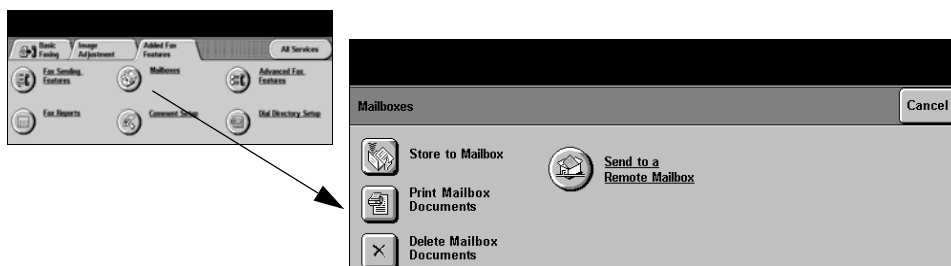 Basic Faxing
Image Adjustment
Added Fax Features
All Services
Fax Sending Features
Mailboxes
Advanced Fax Features
Fax Reports
Comment Setup
Dial Directory Setup
Mailboxes
Cancel
Store to Mailbox
Send to a
Remote Mailbox
Print Mailbox
Documents
Delete Mailbox
Documents